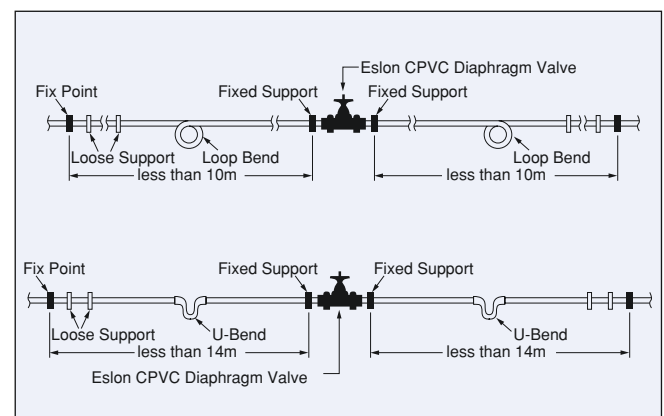 Eslon CPVC Diaphragm Valve
Fix Point
Fixed Support
Fixed Support
Loose Support
Loop Bend
Loop Bend
less than 10m
less than 10m
Fix Point
Fixed Support
Fixed Support
Loose Support
U-Bend
U-Bend
less than 14m
less than 14m
Eslon CPVC Diaphragm Valve